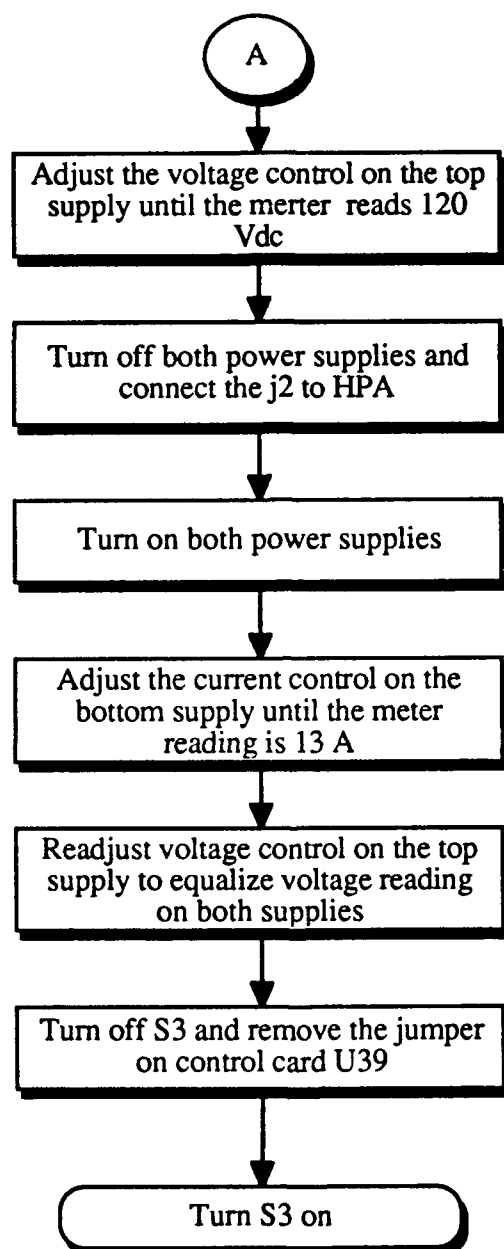 A
Adjust the voltage control on the top
supply until the merter reads 120
Vdc
Turn off both power supplies and
connect the j2 to HPA
Turn on both power supplies
Adjust the current control on the
bottom supply until the meter
reading is 13 A
Readjust voltage control on the top
supply to equalize voltage reading
on both supplies
Turn off S3 and remove the jumper
on control card U39
Turn S3 on